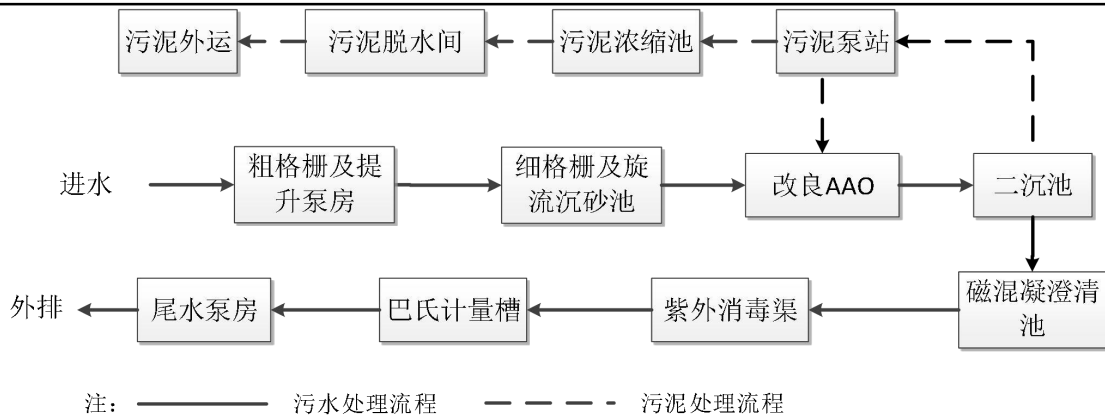 污泥外运
污泥脱水间
污泥浓缩池
污泥泵站
进水
粗格栅及提
升泵房
细格栅及旋
流沉砂池
改良AAO
二沉池
外排
尾水泵房
巴氏计量槽
紫外消毒渠
磁混凝澄清
池
注：
污水处理流程
污泥处理流程